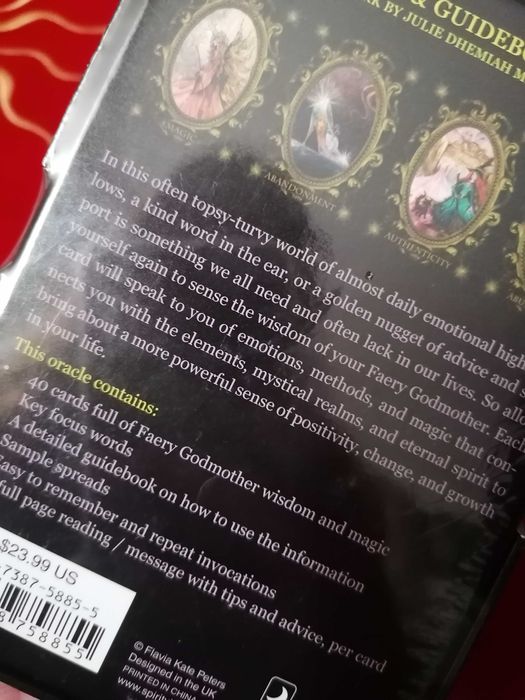 & GUIDEBO
RK BY JULIE DHEMIAH M
MAGIC
ABANDONMENT
AUTHENTICITY
In this often topsy-turvy world of almost daily emotional high
lows, a kind word in the ear, or a golden nugget of advice and
port is something we all need and often lack in our lives. So allo
yourself again to sense the wisdom of your Faery Godmother. Each
card will speak to you of emotions, methods, and magic that con-
nects you with the elements, mystical realms, and eternal spirit to
bring about a more powerful sense of positivity, change, and growth
in your life.
This oracle contains:
40 cards full of Faery Godmother wisdom and magic
Key focus words
A detailed guidebook on how to use the information
Sample spreads
Easy to remember and repeat invocations
full page reading / message with tips and advice, per card
$23.99 US
7387-5885-5
758855
© Flavia Kate Peters
Designed in the UK
PRINTED IN CHINA
www.spiri